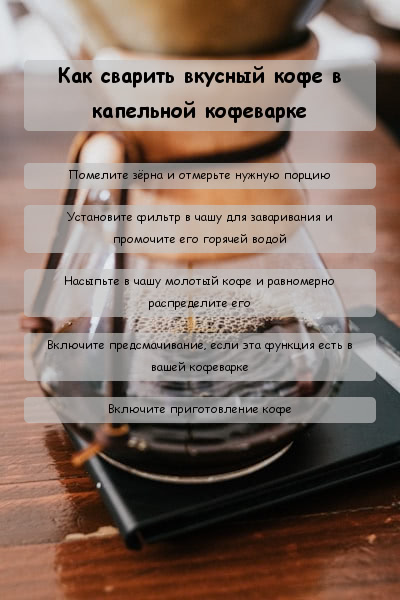 Как сварить вкусный кофе в
капельной кофеварке
Помелите зёрна и отмерьте нужную порцию
Установите фильтр в чашу для заваривания и
промочите его горячей водой
Насыпьте в чашу молотый кофе и равномерно
распределите его
Включите предсмачивание, если эта функция есть в
вашей кофеварке
Включите приготовление кофе